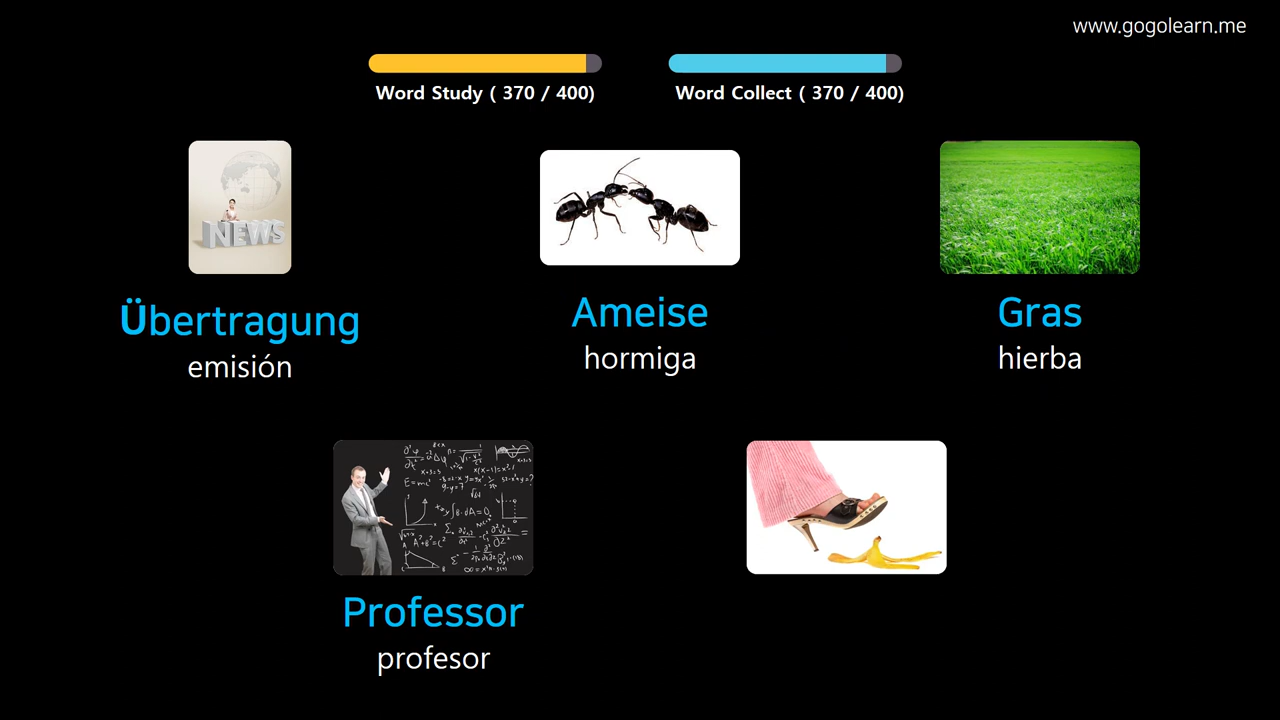 www.gogolearn.me
Word Study ( 370 / 400)
Word Collect ( 370 / 400)
NEWS
Übertragung
emisión
Ameise
hormiga
Gras
hierba
Professor
profesor